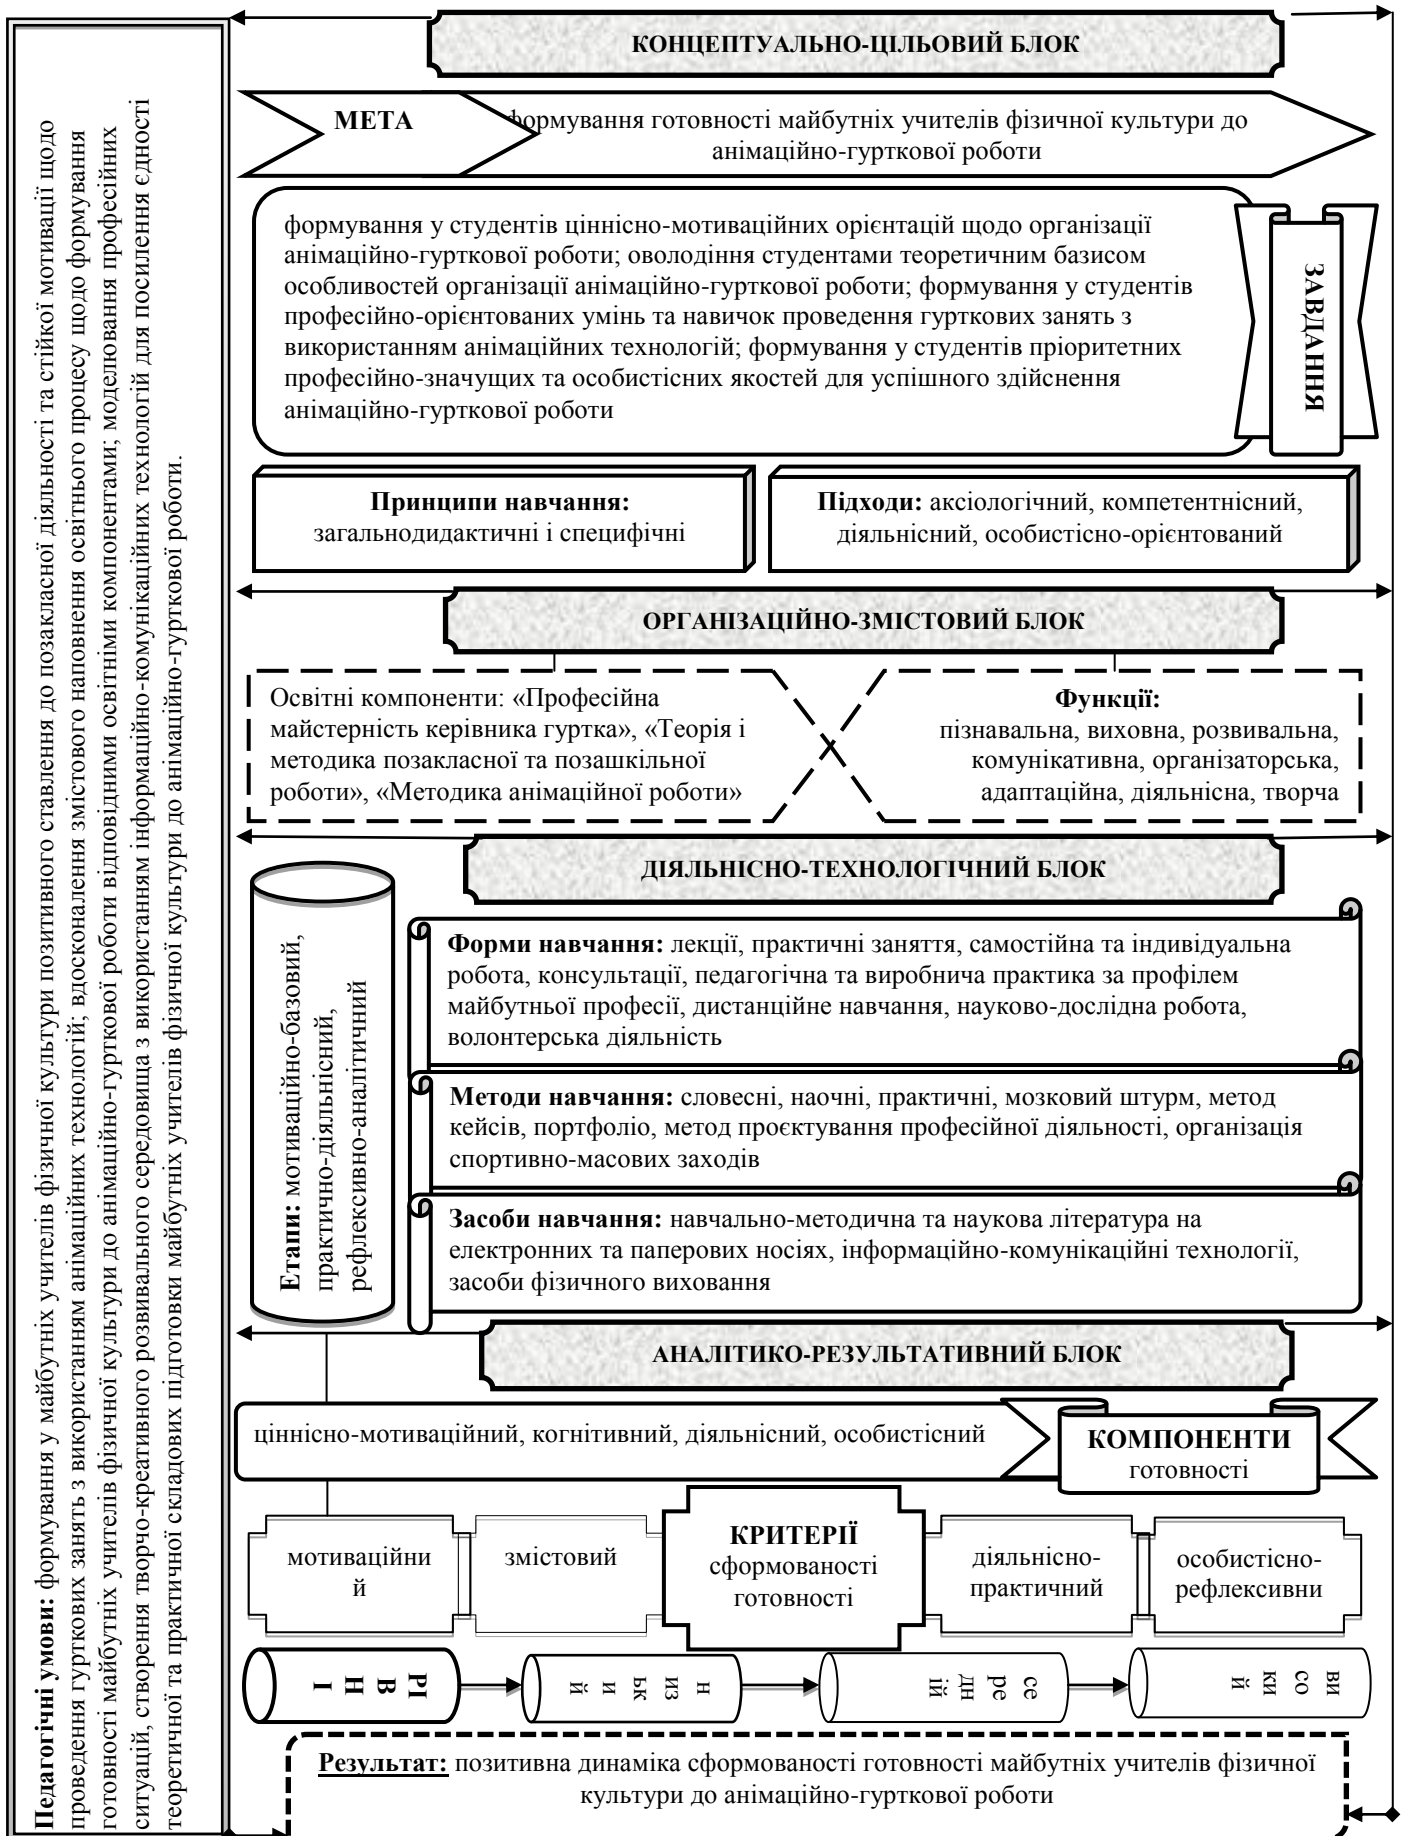 Педагогічні умови: формування у майбутніх учителів фізичної культури позитивного ставлення до позакласної діяльності та стійкої мотивації щодо
проведення гурткових занять з використанням анімаційних технологій; вдосконалення змістового наповнення освітнього процесу щодо формування
готовності майбутніх учителів фізичної культури до анімаційно-гурткової роботи відповідними освітніми компонентами; моделювання професійних
ситуацій, створення творчо-креативного розвивального середовища з використанням інформаційно-комунікаційних технологій для посилення єдності
теоретичної та практичної складових підготовки майбутніх учителів фізичної культури до анімаційно-гурткової роботи.
КОНЦЕПТУАЛЬНО-ЦІЛЬОВИЙ БЛОК
МЕТА
формування готовності майбутніх учителів фізичної культури до
анімаційно-гурткової роботи
формування у студентів ціннісно-мотиваційних орієнтацій щодо організації
анімаційно-гурткової роботи; оволодіння студентами теоретичним базисом
особливостей організації анімаційно-гурткової роботи; формування у студентів
професійно-орієнтованих умінь та навичок проведення гурткових занять з
використанням анімаційних технологій; формування у студентів пріоритетних
професійно-значущих та особистісних якостей для успішного здійснення
анімаційно-гурткової роботи
ЗАВДАННЯ
Принципи навчання:
загальнодидактичні і специфічні
Підходи: аксіологічний, компетентнісний,
діяльнісний, особистісно-орієнтований
ОРГАНІЗАЦІЙНО-ЗМІСТОВИЙ БЛОК
Освітні компоненти: «Професійна
майстерність керівника гуртка», «Теорія і
методика позакласної та позашкільної
роботи», «Методика анімаційної роботи»
Функції:
пізнавальна, виховна, розвивальна,
комунікативна, організаторська,
адаптаційна, діяльнісна, творча
ДІЯЛЬНІСНО-ТЕХНОЛОГІЧНИЙ БЛОК
Етапи: мотиваційно-базовий,
практично-діяльнісний,
рефлексивно-аналітичний
Форми навчання: лекції, практичні заняття, самостійна та індивідуальна
робота, консультації, педагогічна та виробнича практика за профілем
майбутньої професії, дистанційне навчання, науково-дослідна робота,
волонтерська діяльність
Методи навчання: словесні, наочні, практичні, мозковий штурм, метод
кейсів, портфоліо, метод проєктування професійної діяльності, організація
спортивно-масових заходів
Засоби навчання: навчально-методична та наукова література на
електронних та паперових носіях, інформаційно-комунікаційні технології,
засоби фізичного виховання
АНАЛІТИКО-РЕЗУЛЬТАТИВНИЙ БЛОК
ціннісно-мотиваційний, когнітивний, діяльнісний, особистісний
КОМПОНЕНТИ
готовності
мотиваційни
й
змістовий
КРИТЕРІЇ
сформованості
готовності
діяльнісно-
практичний
особистісно-
рефлексивни
РІ
В
Н
І
н
из
ьк
и
й
се
ре
дн
ій
ви
со
ки
й
Результат: позитивна динаміка сформованості готовності майбутніх учителів фізичної
культури до анімаційно-гурткової роботи